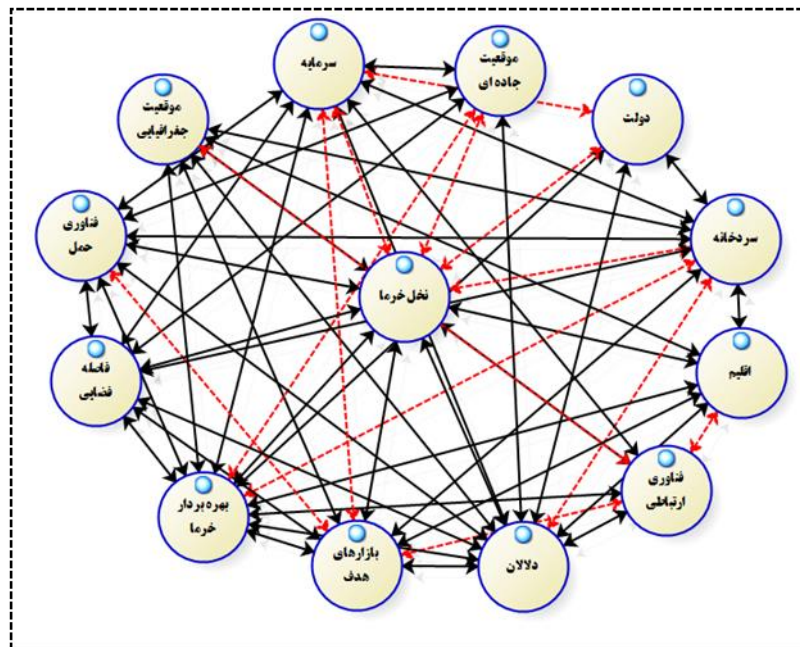 سرمایه
موقعیت
جاده ای
موقعیت
جغرافیایی
دولت
فناوری
حمل
سردخانه
نخل خرما
فاصله
فضایی
اقلیم
فناوری
ارتباطی
بهره بردار
خرما
بازارهای
هدف
دلالان